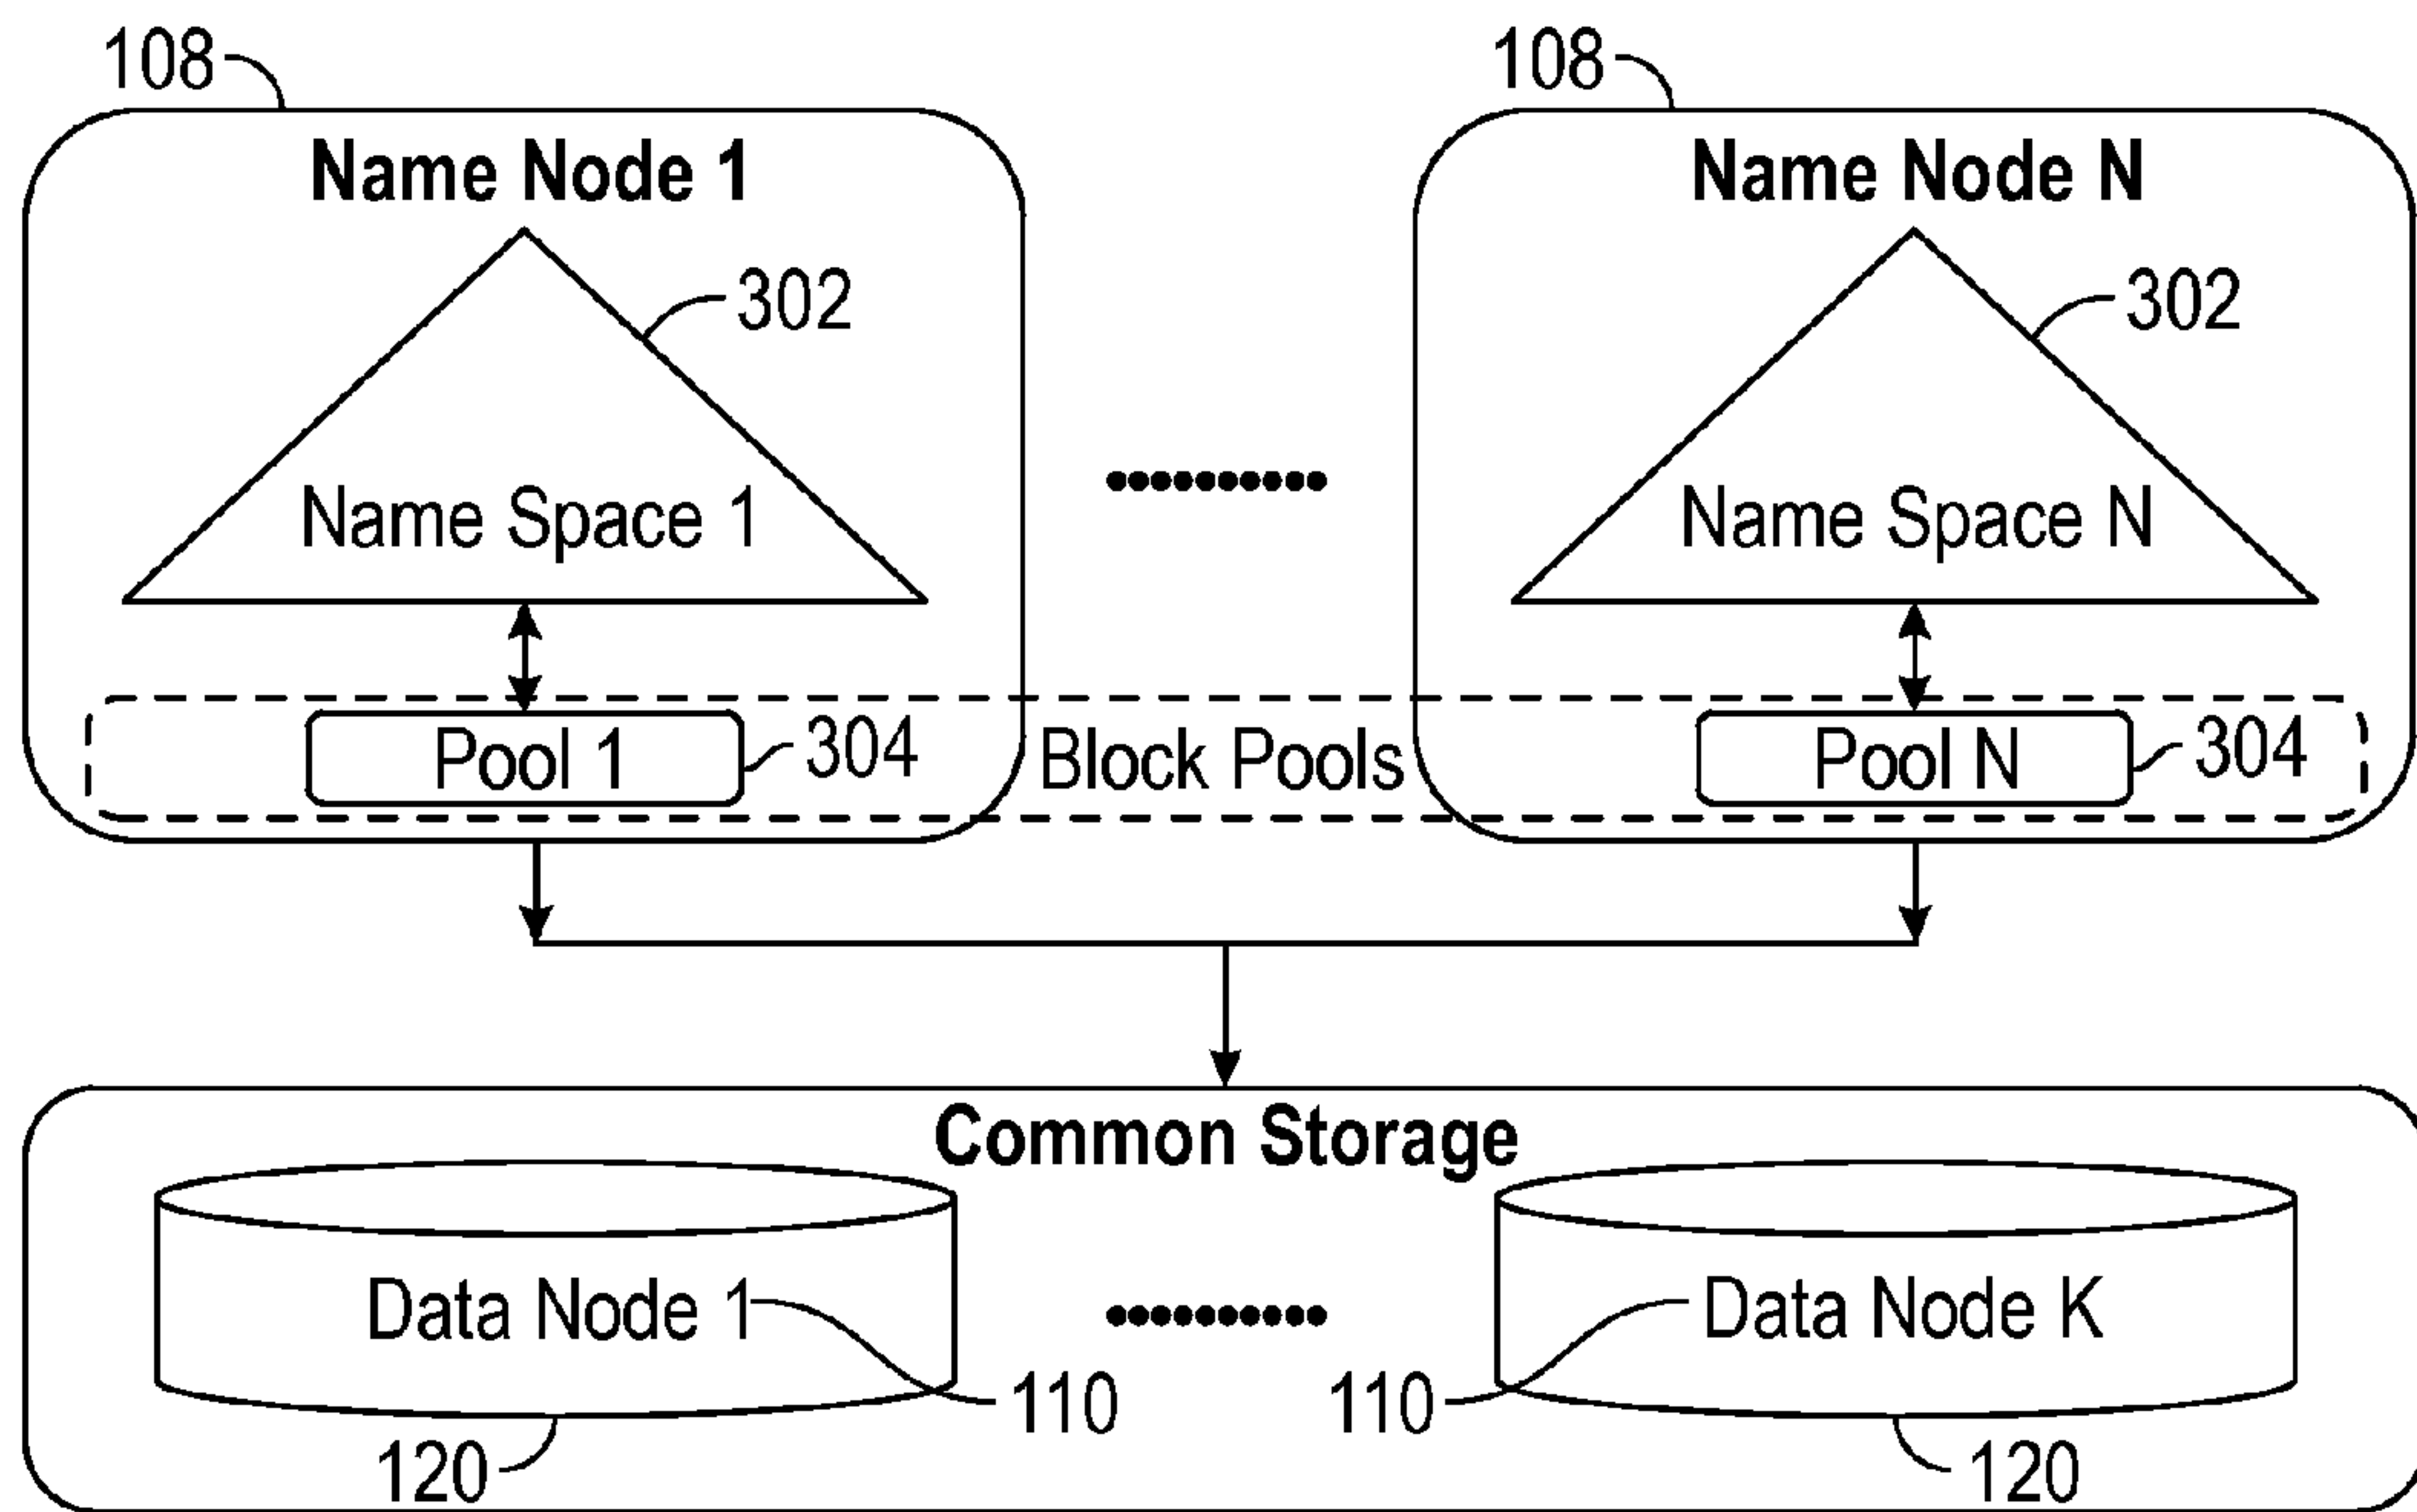 108
108
Name Node 1
Name Node N
302
302
Name Space 1
Name Space N
Pool 1
304
Block Pools
Pool N
304
Common Storage
Data Node 1
Data Node K
110
110
120
120